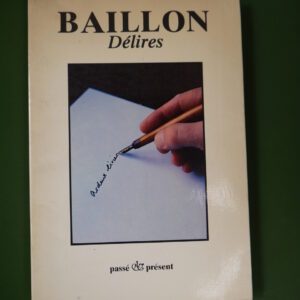 BAILLON
Délires
passé & présent